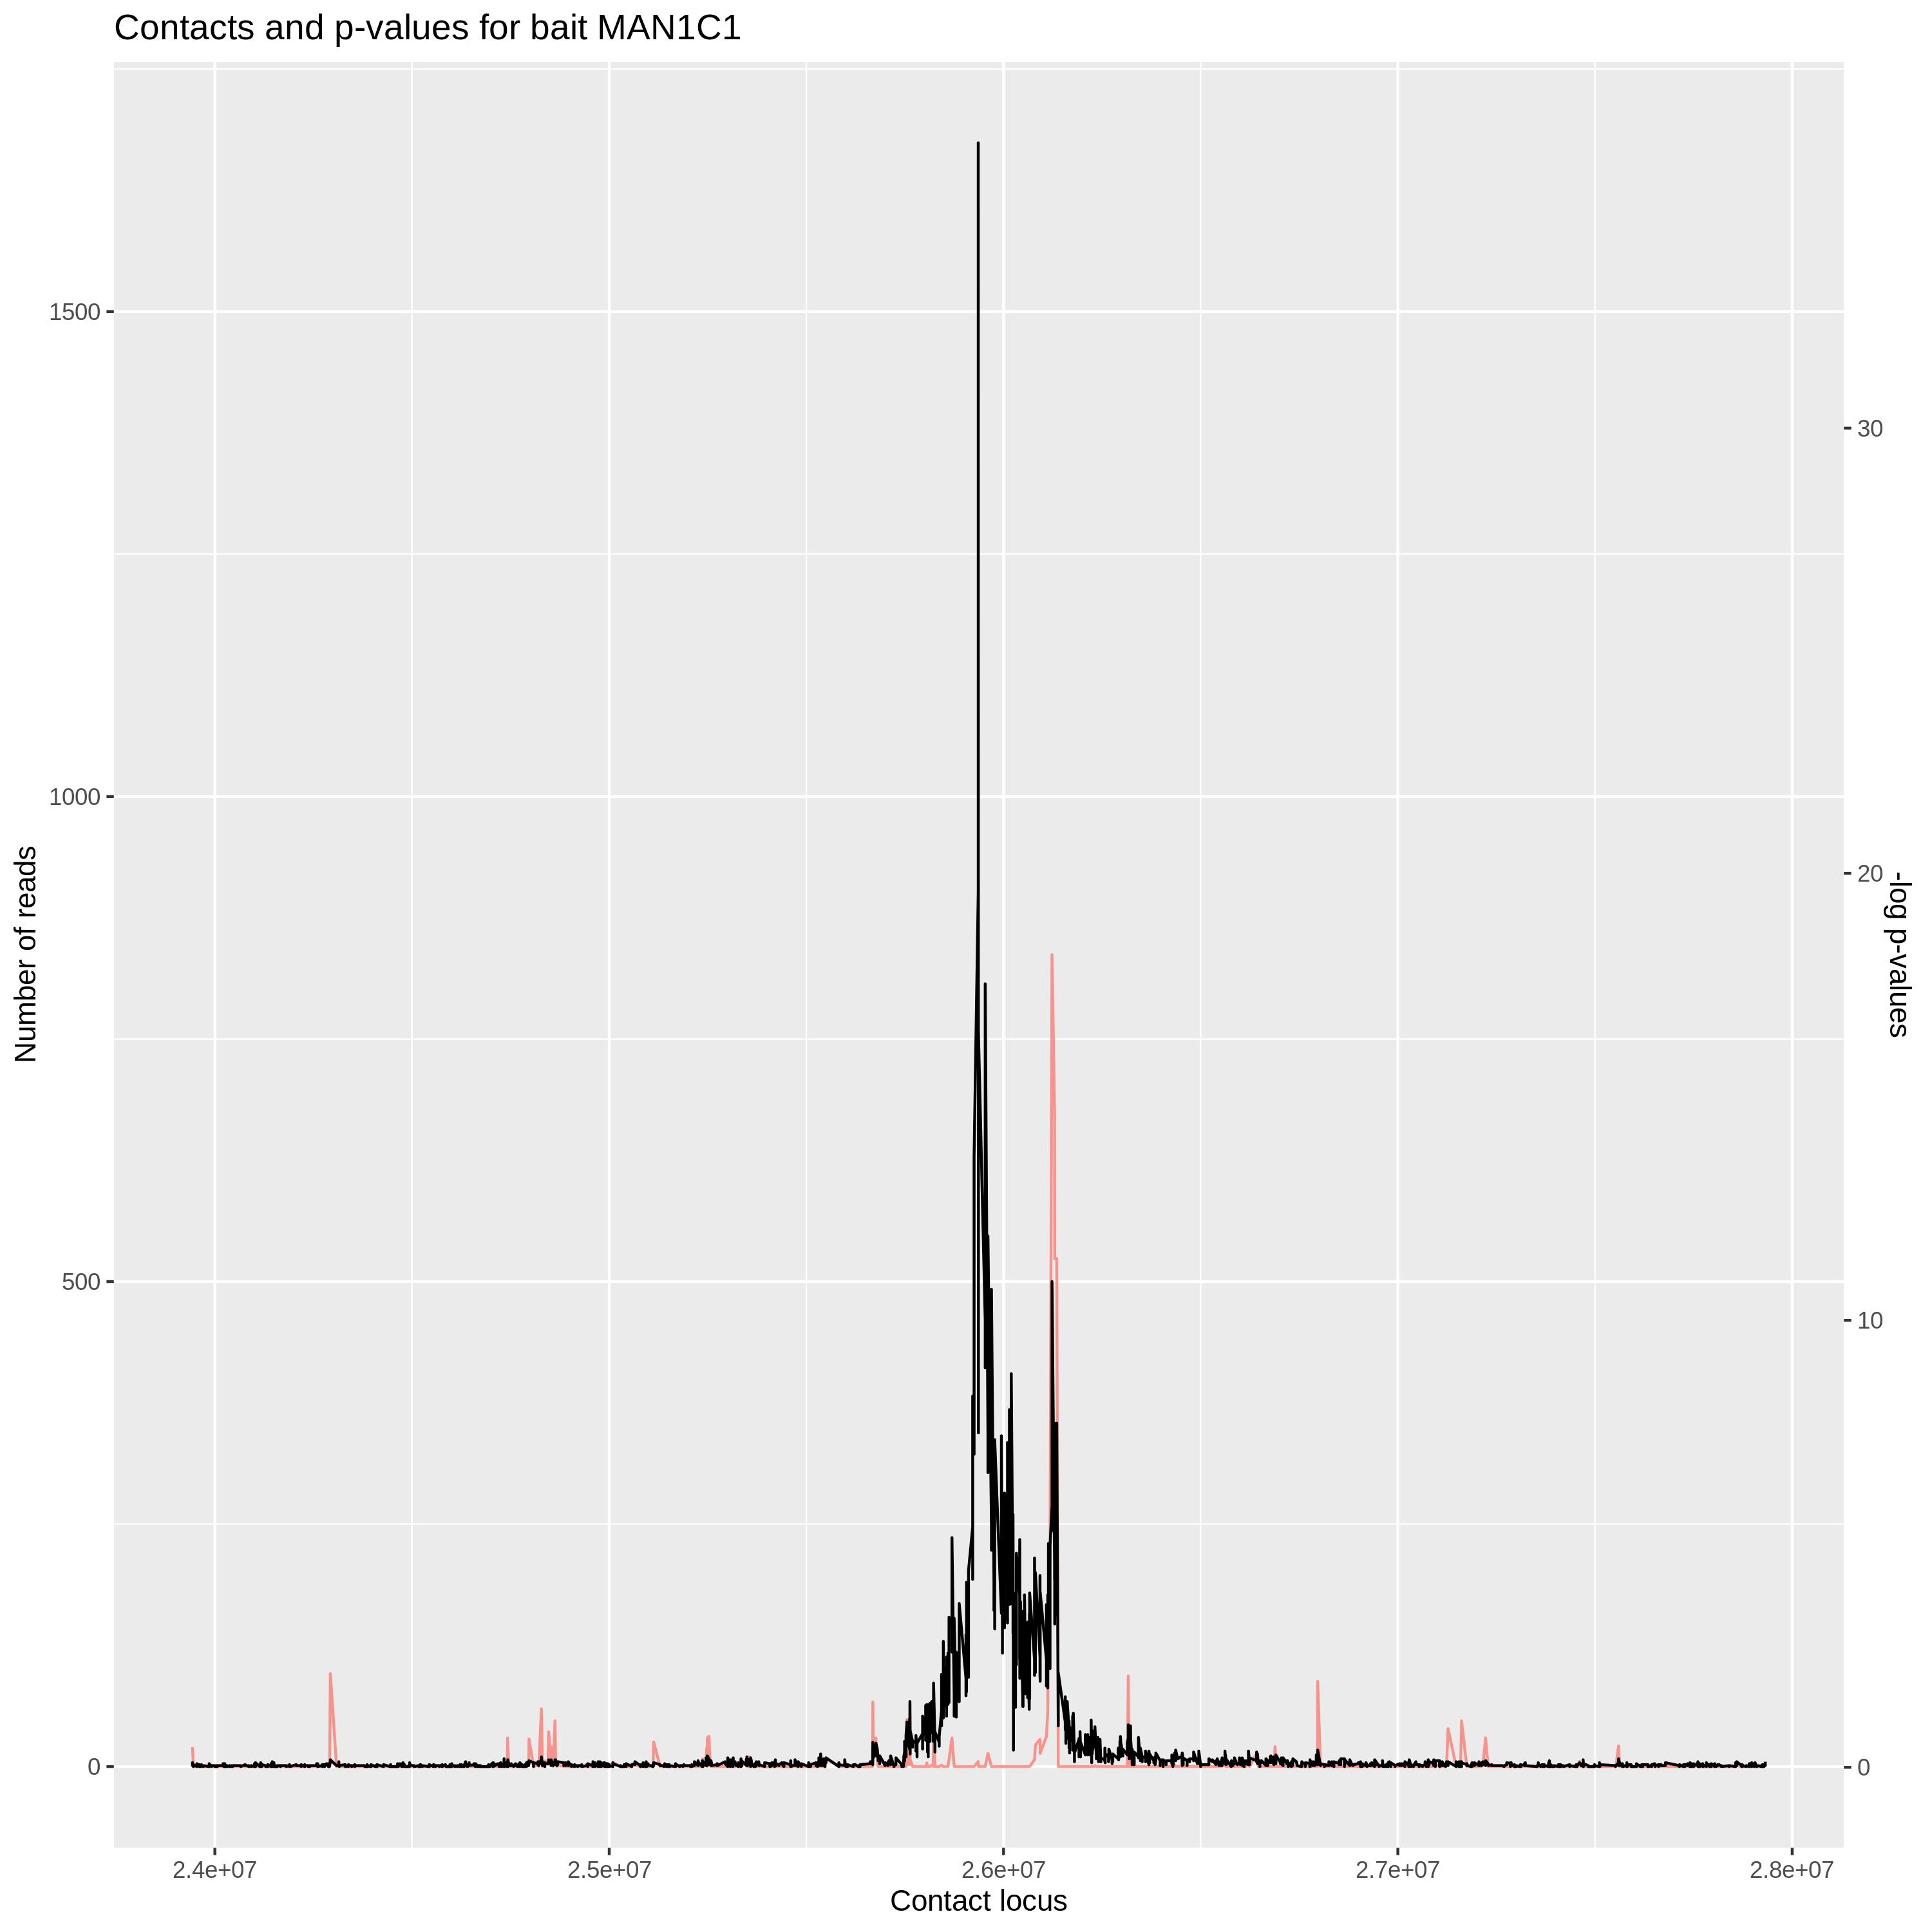 Contacts and p-values for bait MAN1C1
1500
1000
500
0
Number of reads
30
20
10
0
-log p-values
2.4e+07
2.5e+07
2.6e+07
2.7e+07
2.8e+07
Contact locus